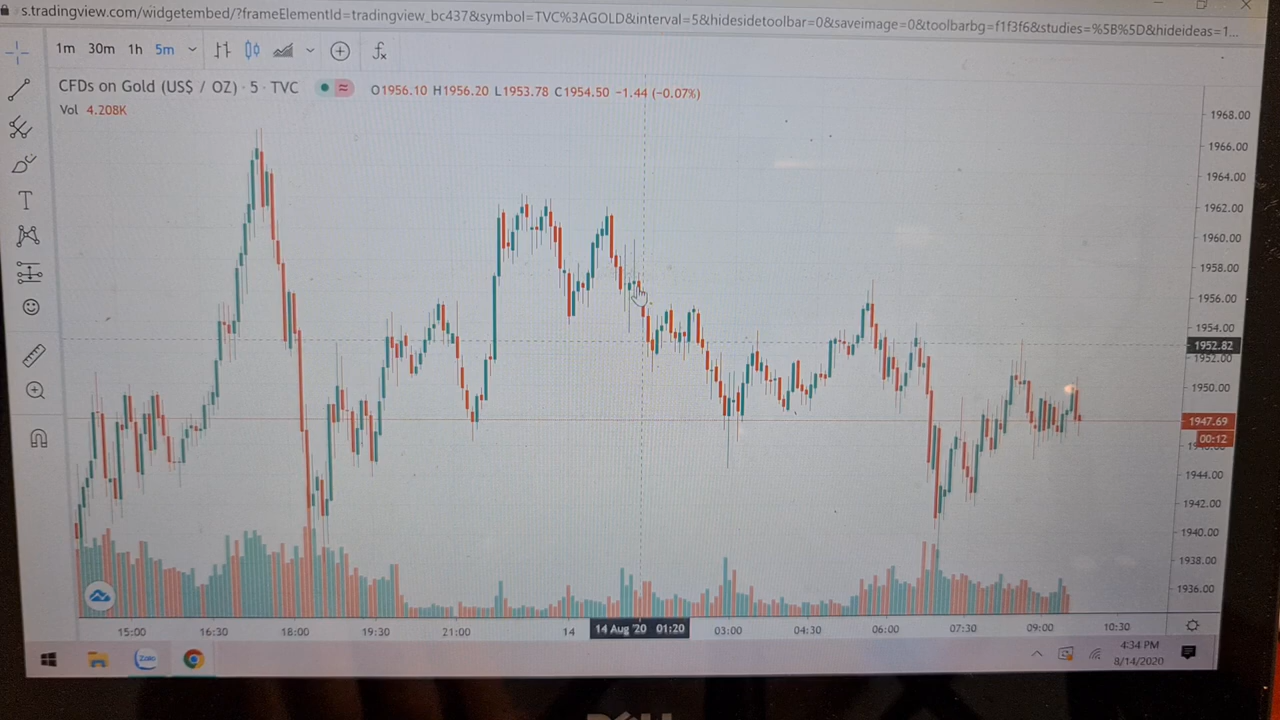 s.tradingview.com/widgetembed/?frameElementId=tradingview_bc437&symbol=TVC%3AGOLD&interval=5&hidesidetoolbar=0&saveimage=0&toolbarbg=f1f3f6&studies=%5B%5D&hideideas=1...
1m 30m 1h 5m
CFDs on Gold (US$ / OZ) · 5 · TVC O1956.10 H1956.20 L1953.78 C1954.50 −1.44 (−0.07%)
Vol 4.208K
T
1968.00
1966.00
1964.00
1962.00
1960.00
1958.00
1956.00
1954.00
1952.82
1952.00
1950.00
1947.69
00:12
1944.00
1942.00
1940.00
1938.00
1936.00
15:00 16:30 18:00 19:30 21:00 14 14 Aug '20 01:20 03:00 04:30 06:00 07:30 09:00 10:30
Zalo
4:34 PM
8/14/2020
DELL